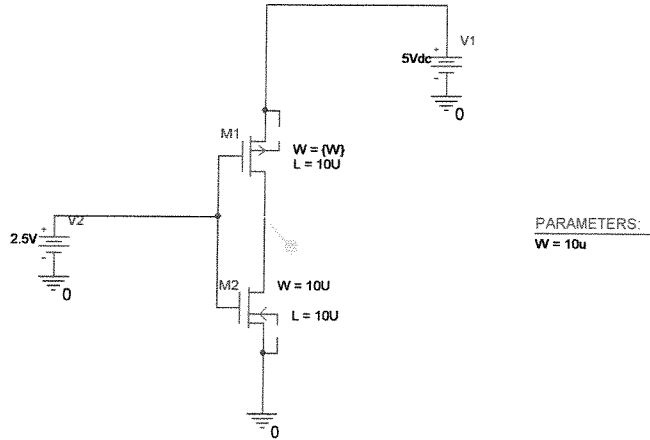 V1
5Vdc
0
M1
W = {W}
L = 10U
V2
2.5V
0
PARAMETERS:
W = 10u
M2
W = 10U
L = 10U
0